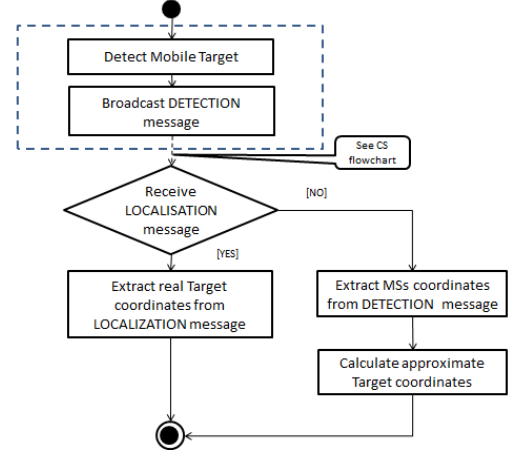 Detect Mobile Target
Broadcast DETECTION
message
See CS
flowchart
Receive
LOCALISATION
message
[NO]
[YES]
Extract real Target
coordinates from
LOCALIZATION message
Extract MSs coordinates
from DETECTION message
Calculate approximate
Target coordinates